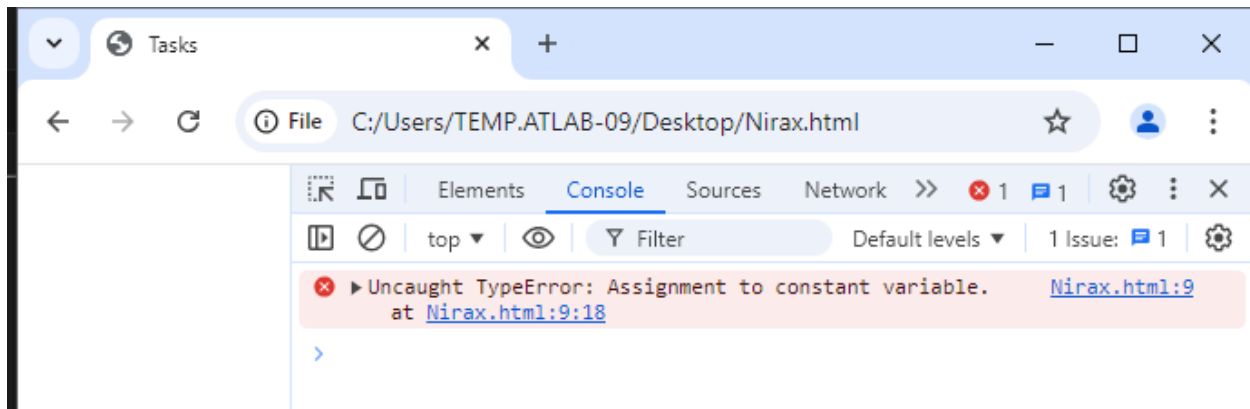 Tasks
File C:/Users/TEMP.ATLAB-09/Desktop/Nirax.html
Elements Console Sources Network 1 1
top Filter Default levels 1 Issue: 1
Uncaught TypeError: Assignment to constant variable. Nirax.html:9
at Nirax.html:9:18